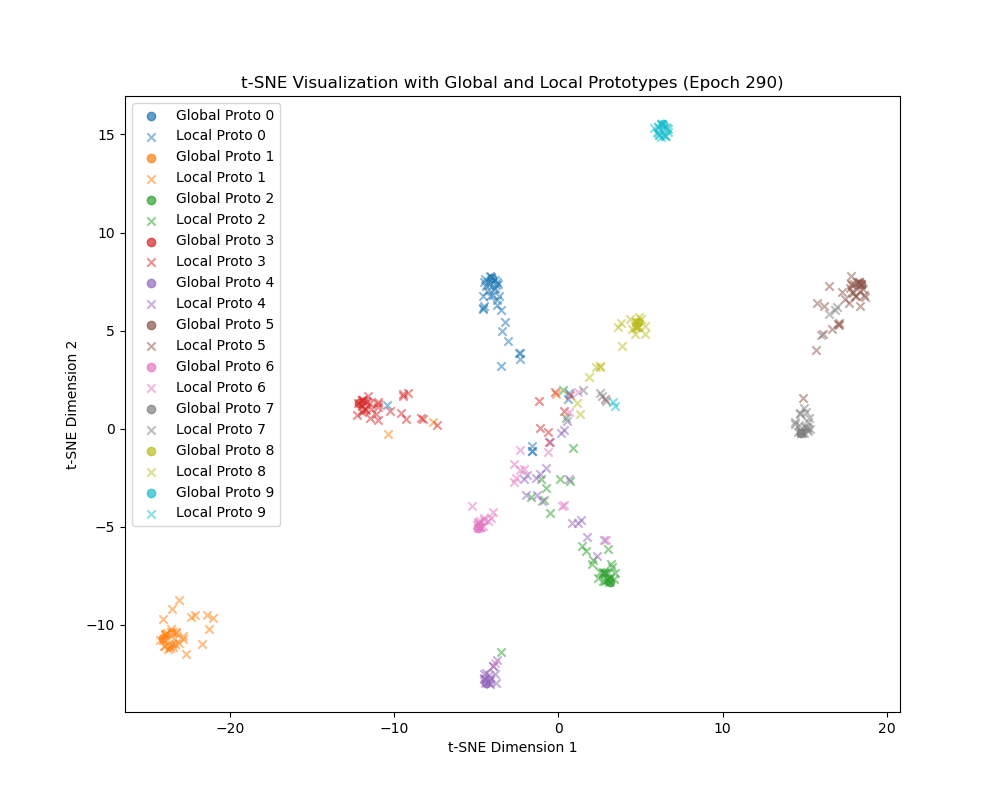 t-SNE Visualization with Global and Local Prototypes (Epoch 290)
Global Proto 0
Local Proto 0
Global Proto 1
Local Proto 1
Global Proto 2
Local Proto 2
Global Proto 3
Local Proto 3
Global Proto 4
Local Proto 4
Global Proto 5
Local Proto 5
Global Proto 6
Local Proto 6
Global Proto 7
Local Proto 7
Global Proto 8
Local Proto 8
Global Proto 9
Local Proto 9
15
10
5
0
−5
−10
t-SNE Dimension 2
−20
−10
0
10
20
t-SNE Dimension 1